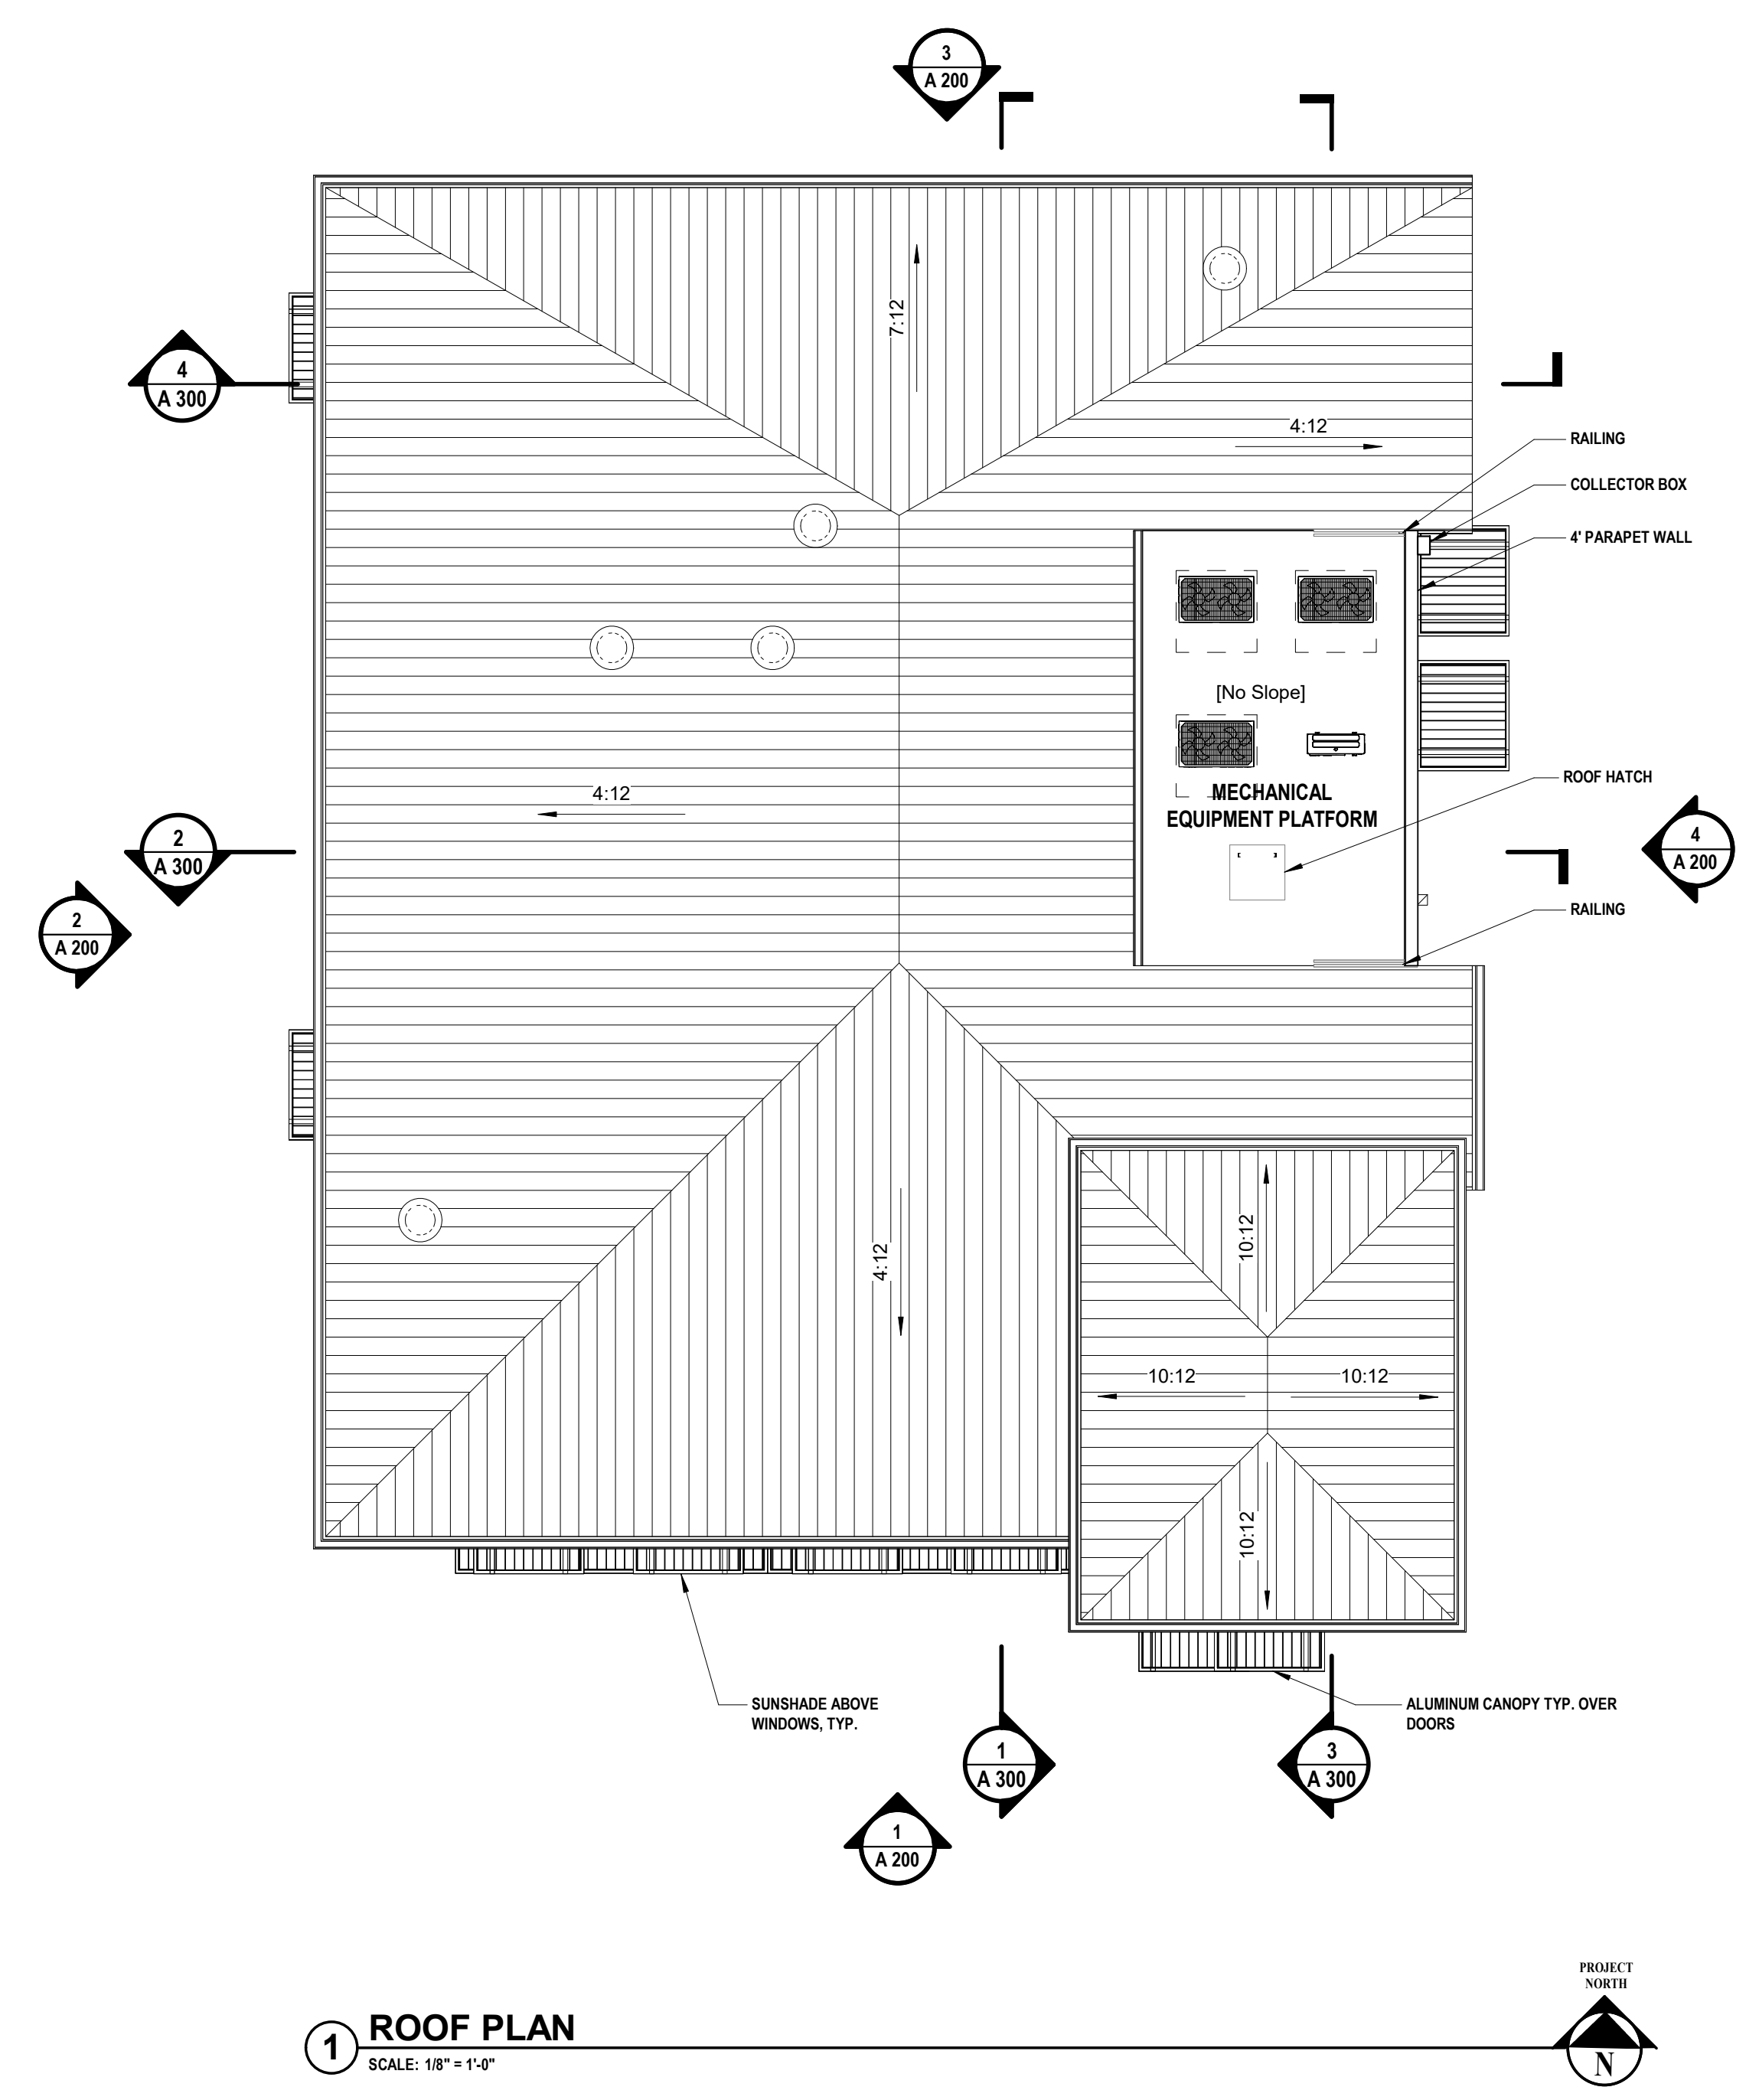 3
A 200
7:12
4
A 300
4:12
RAILING
COLLECTOR BOX
4' PARAPET WALL
[No Slope]
4:12
MECHANICAL
EQUIPMENT PLATFORM
ROOF HATCH
2
A 300
4
A 200
2
A 200
RAILING
4:12
10:12
10:12
10:12
10:12
SUNSHADE ABOVE
WINDOWS, TYP.
ALUMINUM CANOPY TYP. OVER
DOORS
1
A 300
3
A 300
1
A 200
PROJECT
NORTH
N
1
ROOF PLAN
SCALE: 1/8" = 1'-0"